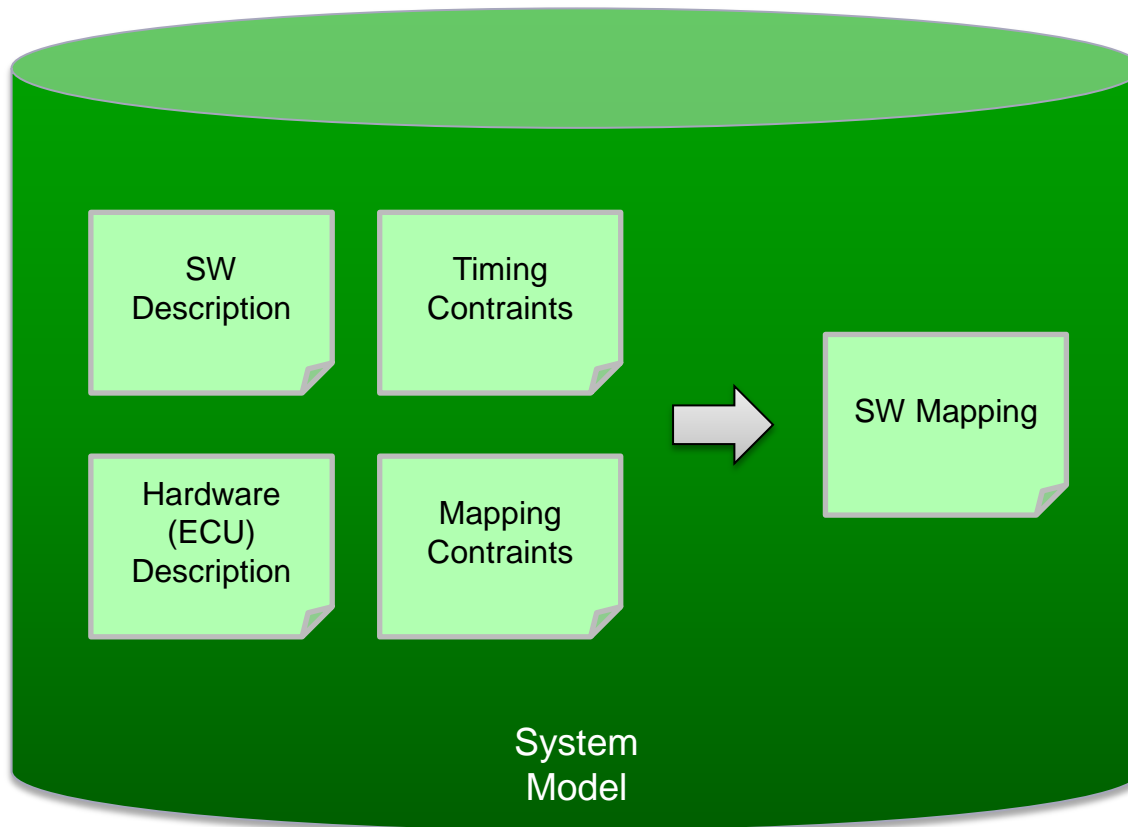 SW
Description
Timing
Contraints
Hardware
(ECU)
Description
Mapping
Contraints
SW Mapping
System
Model